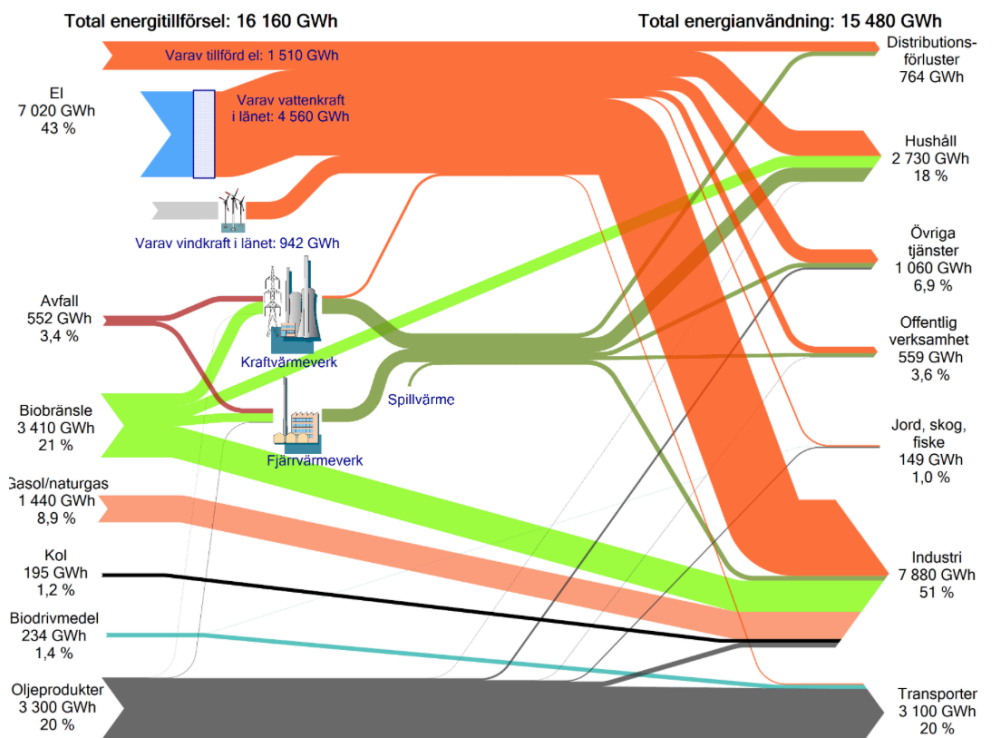 Total energitillförsel: 16 160 GWh
Total energianvändning: 15 480 GWh
El
7 020 GWh
43 %
Varav tillförd el: 1 510 GWh
Varav vattenkraft
i länet: 4 560 GWh
Varav vindkraft i länet: 942 GWh
Avfall
552 GWh
3,4 %
Kraftvärmeverk
Biobränsle
3 410 GWh
21 %
Spillvärme
Fjärrvärmeverk
Gasol/naturgas
1 440 GWh
8,9 %
Kol
195 GWh
1,2 %
Biodrivmedel
234 GWh
1,4 %
Oljeprodukter
3 300 GWh
20 %
Distributions-
förluster
764 GWh
Hushåll
2 730 GWh
18 %
Övriga
tjänster
1 060 GWh
6,9 %
Offentlig
verksamhet
559 GWh
3,6 %
Jord, skog,
fiske
149 GWh
1,0 %
Industri
7 880 GWh
51 %
Transporter
3 100 GWh
20 %